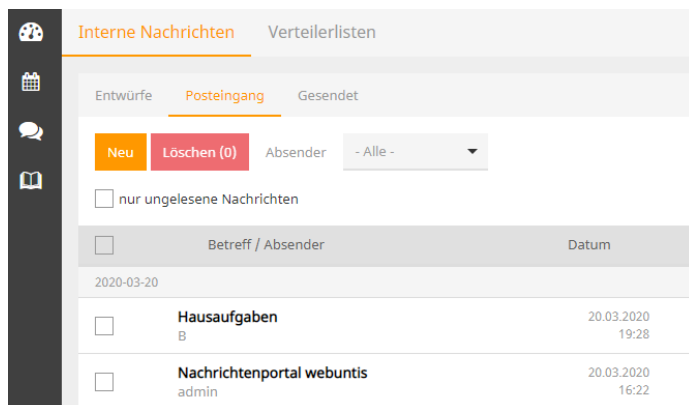 Interne Nachrichten Verteilerlisten
Entwürfe Posteingang Gesendet
Neu Löschen (0) Absender - Alle -
nur ungelesene Nachrichten
Betreff / Absender Datum
2020-03-20
Hausaufgaben 20.03.2020
B 19:28
Nachrichtenportal webuntis 20.03.2020
admin 16:22